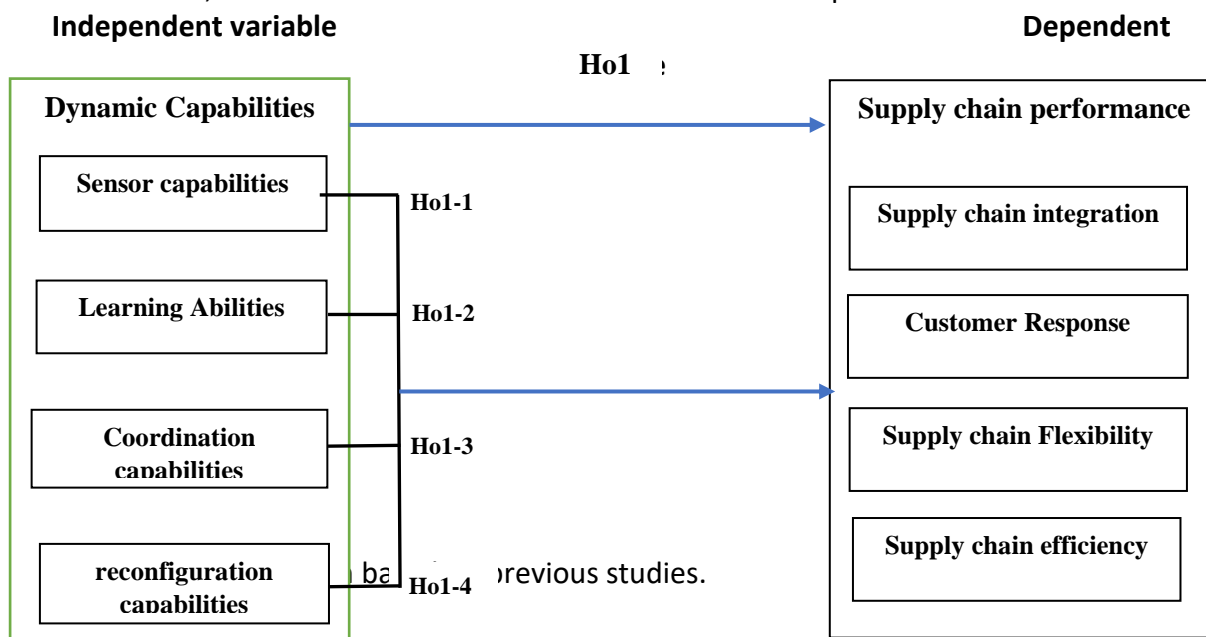 Independent variable
Dependent
Ho1
Dynamic Capabilities
Sensor capabilities
Learning Abilities
Coordination
capabilities
reconfiguration
capabilities
Ho1-1
Ho1-2
Ho1-3
Ho1-4
Supply chain performance
Supply chain integration
Customer Response
Supply chain Flexibility
Supply chain efficiency
previous studies.